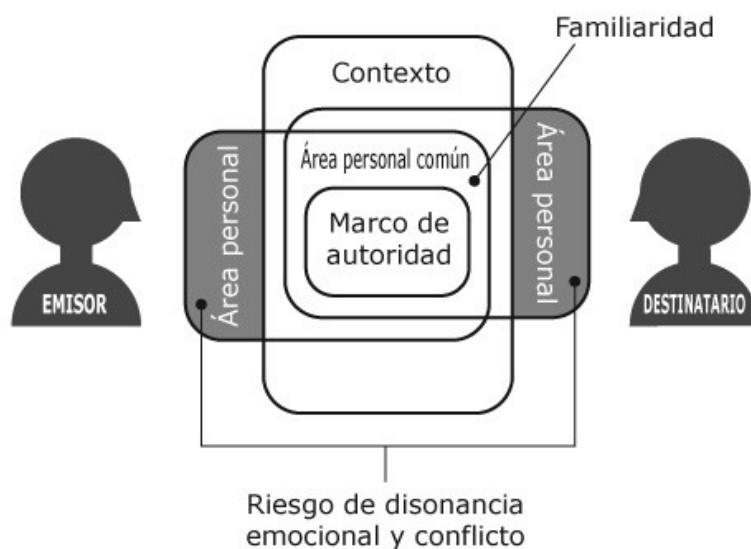 Familiaridad
Contexto
Área personal
Área personal común
Área personal
Marco de
autoridad
EMISOR
DESTINATARIO
Riesgo de disonancia
emocional y conflicto